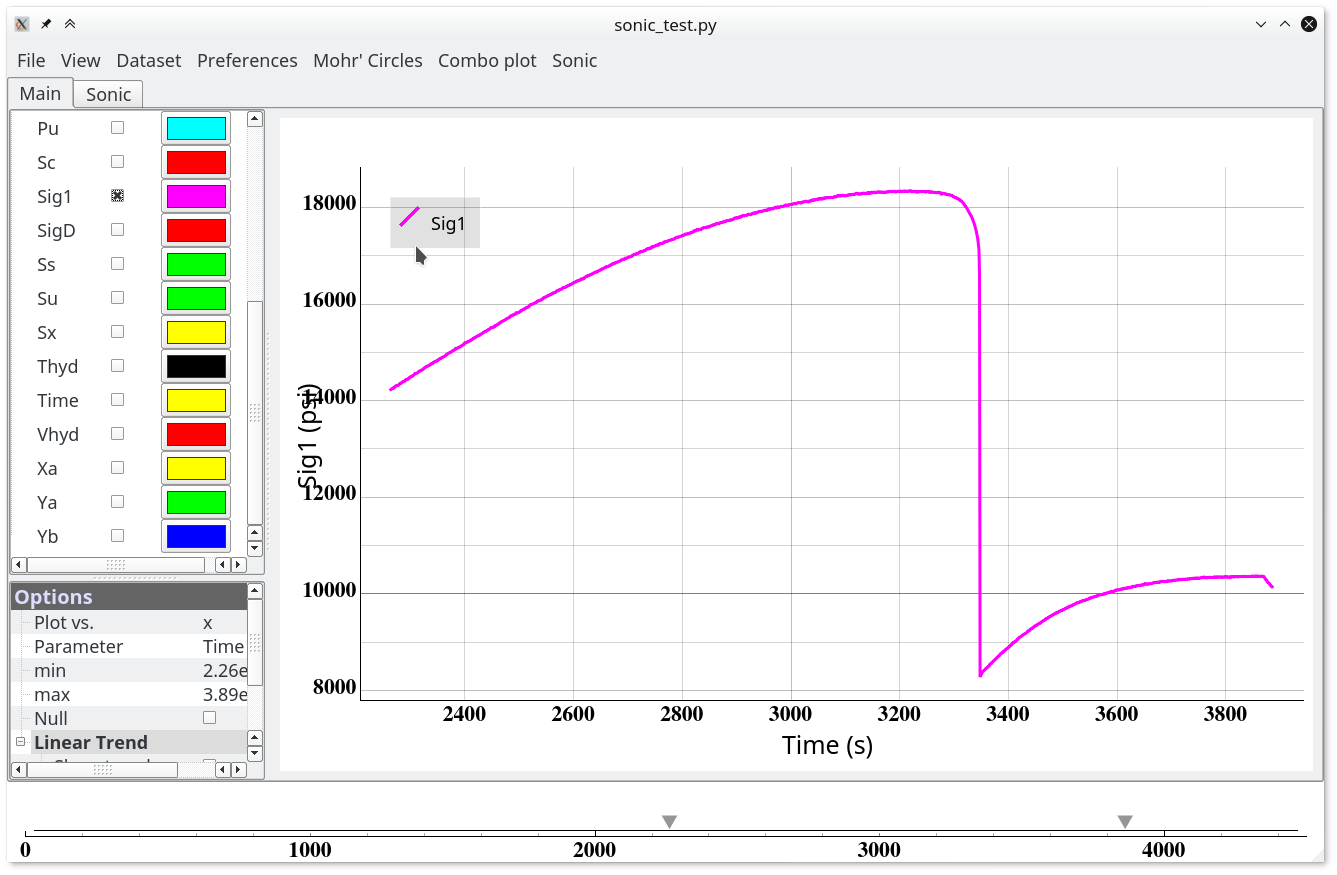 sonic_test.py
File View Dataset Preferences Mohr' Circles Combo plot Sonic
Main Sonic
Pu
Sc
Sig1
SigD
Ss
Su
Sx
Thyd
Time
Vhyd
Xa
Ya
Yb
Options
Plot vs. x
Parameter Time
min 2.26e
max 3.89e
Null
Linear Trend
Sig1
18000
16000
14000
12000
10000
8000
Sig1 (psi)
2400 2600 2800 3000 3200 3400 3600 3800
Time (s)
0 1000 2000 3000 4000